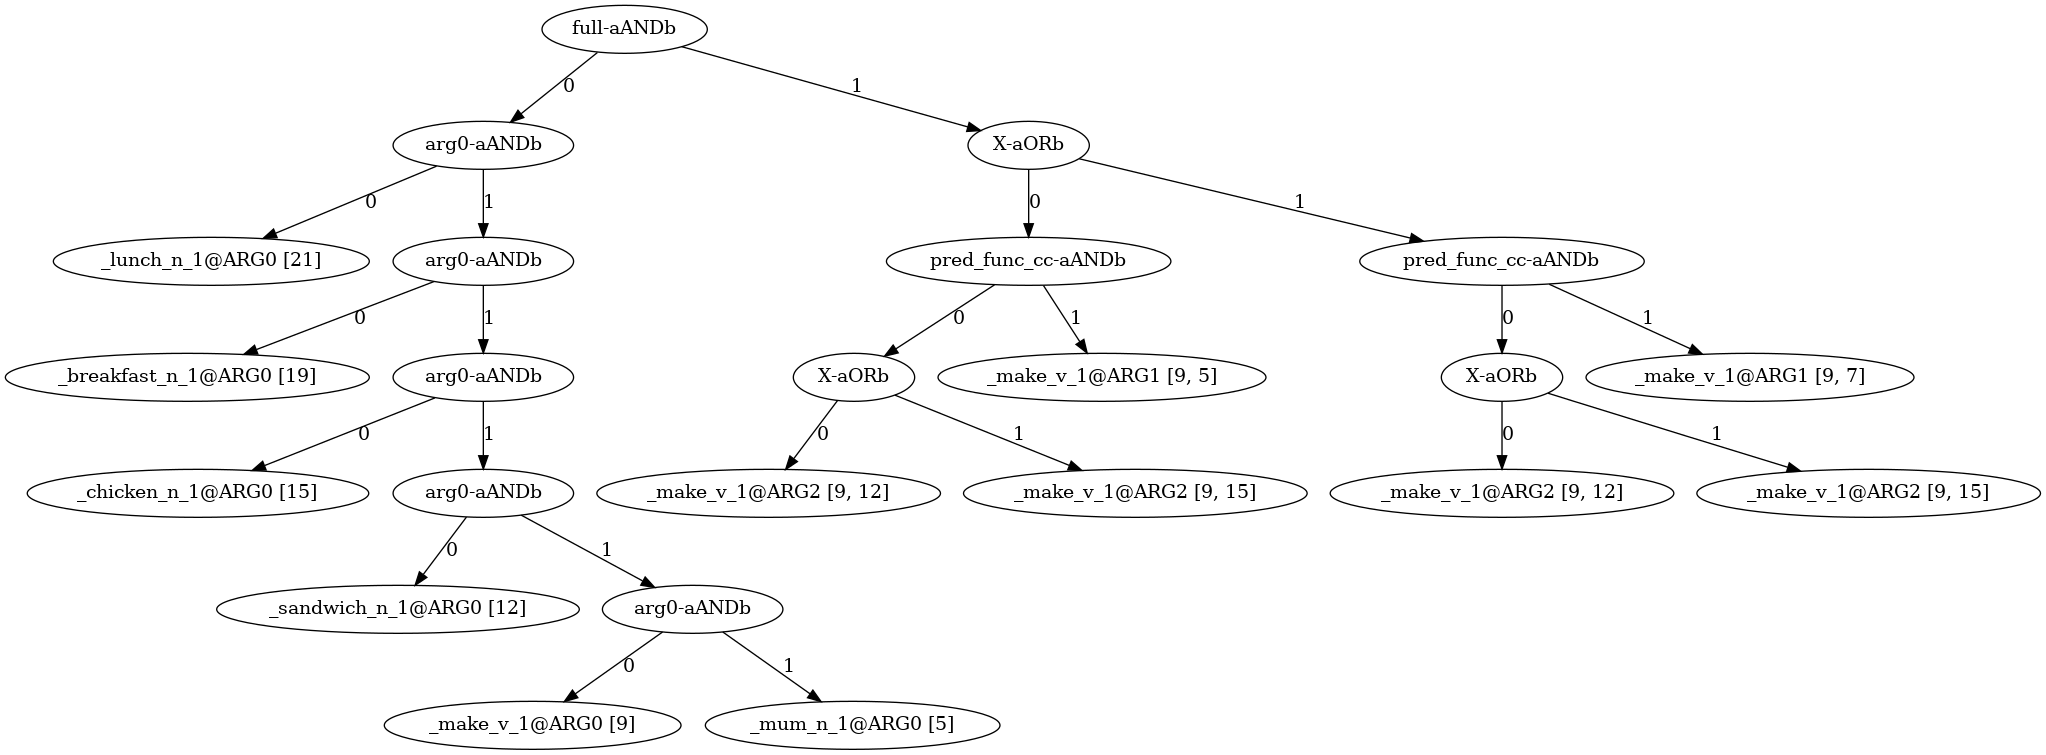 full-aANDb
0
1
arg0-aANDb
X-aORb
0
1
0
1
_lunch_n_1@ARG0 [21]
arg0-aANDb
pred_func_cc-aANDb
pred_func_cc-aANDb
0
1
0
1
0
1
_breakfast_n_1@ARG0 [19]
arg0-aANDb
X-aORb
_make_v_1@ARG1 [9, 5]
X-aORb
_make_v_1@ARG1 [9, 7]
0
1
0
1
0
1
_chicken_n_1@ARG0 [15]
arg0-aANDb
_make_v_1@ARG2 [9, 12]
_make_v_1@ARG2 [9, 15]
_make_v_1@ARG2 [9, 12]
_make_v_1@ARG2 [9, 15]
0
1
_sandwich_n_1@ARG0 [12]
arg0-aANDb
0
1
_make_v_1@ARG0 [9]
_mum_n_1@ARG0 [5]